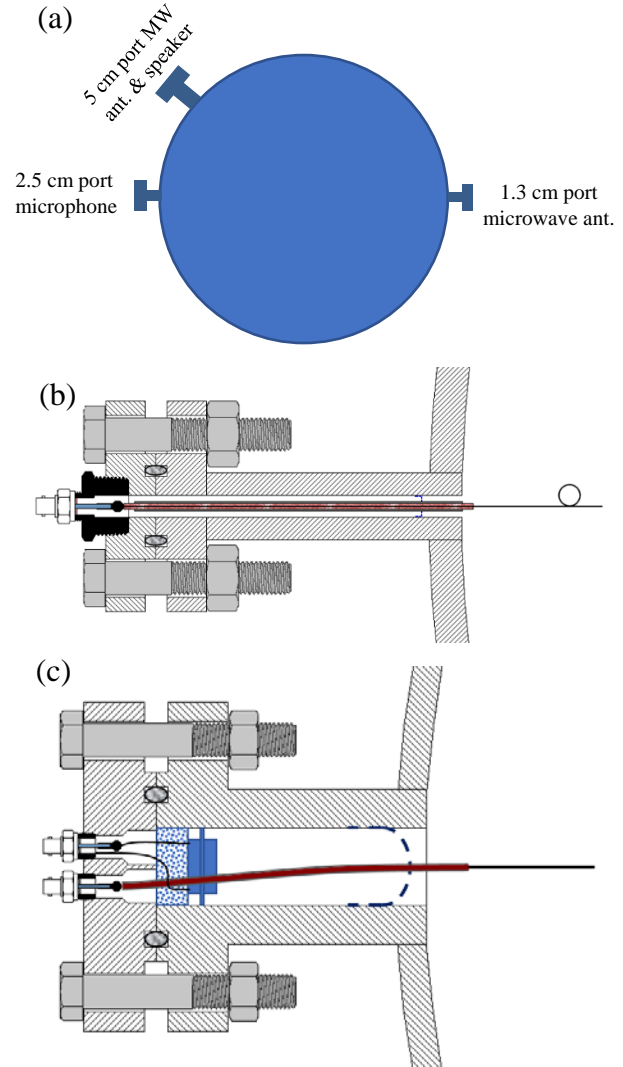 (a)
5 cm port MW
ant. & speaker
2.5 cm port
microphone
1.3 cm port
microwave ant.
(b)
(c)